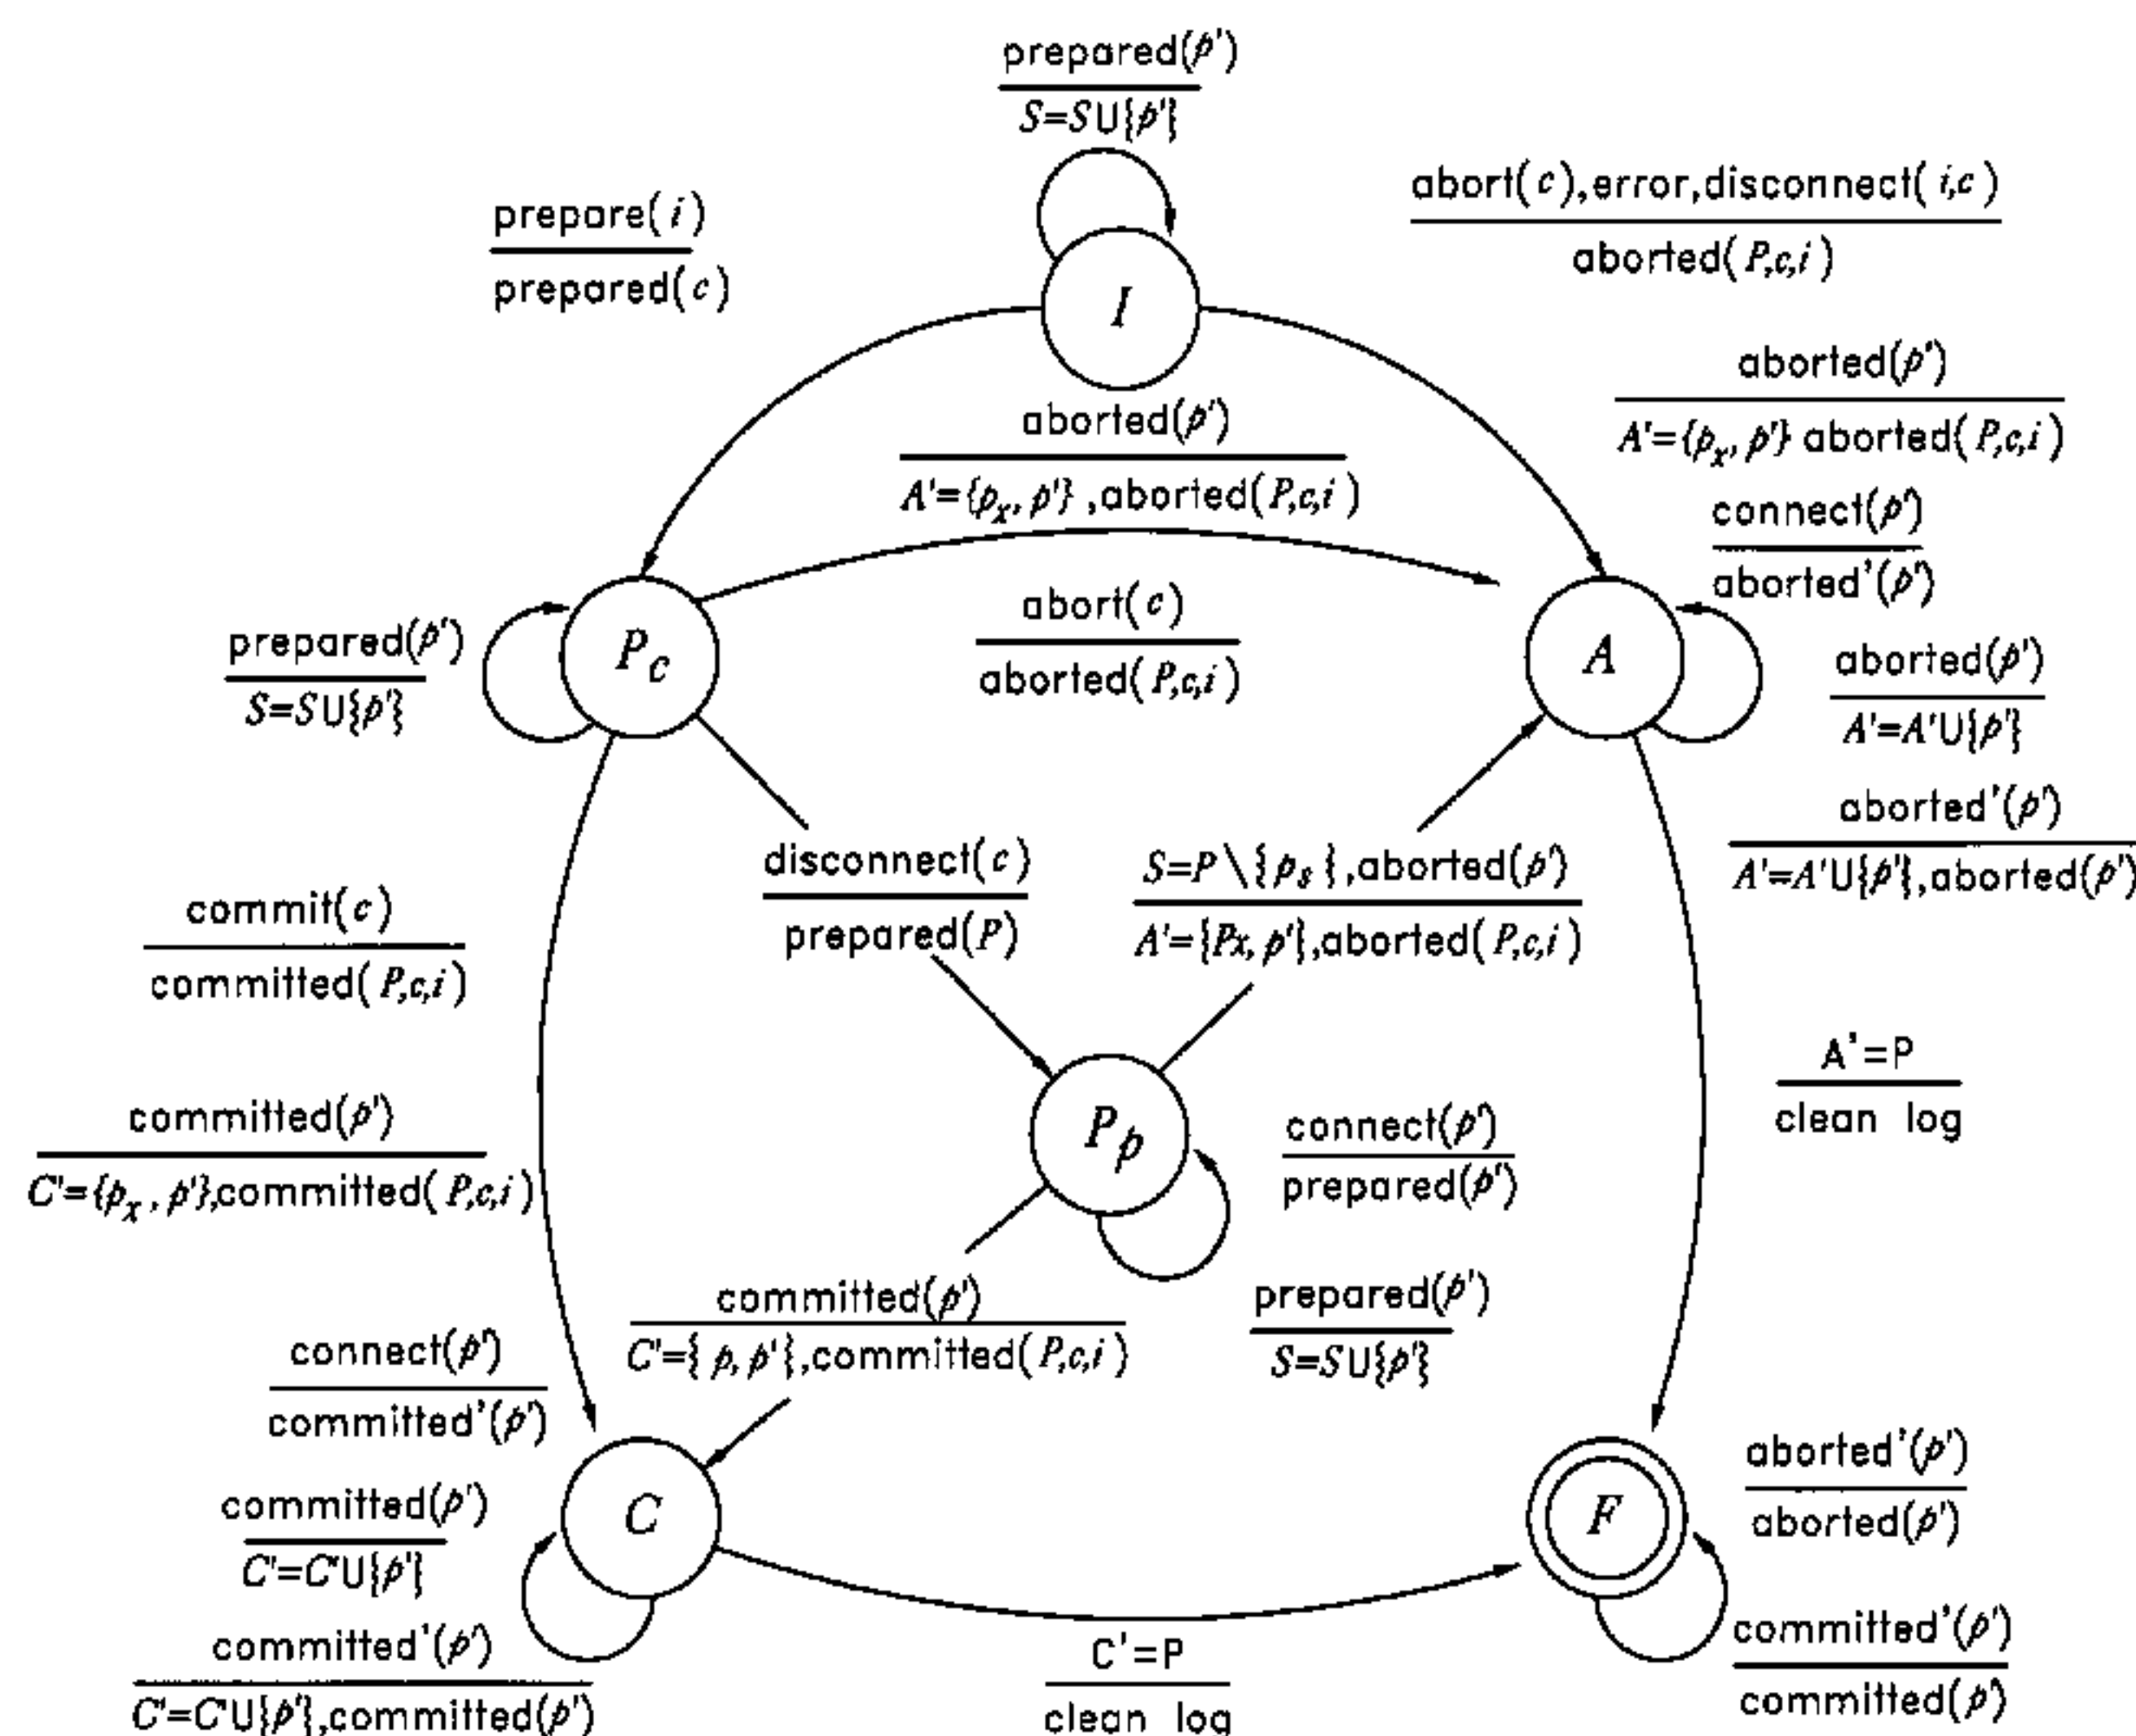 prepared(p')
S=S∪{p'}
prepare(i)
prepared(c)
abort(c),error,disconnect(i,c)
aborted(P,c,i)
I
aborted(p')
A'={p_x, p'} aborted(P,c,i)
aborted(p')
A'={p_x, p'},aborted(P,c,i)
connect(p')
aborted'(p')
prepared(p')
S=S∪{p'}
P_c
abort(c)
aborted(P,c,i)
A
aborted(p')
A'=A'∪{p'}
aborted'(p')
A'=A'∪{p'},aborted(p')
disconnect(c)
prepared(P)
S=P\{p_s},aborted(p')
A'={Px, p'},aborted(P,c,i)
commit(c)
committed(P,c,i)
A'=P
clean log
committed(p')
C'={p_x, p'},committed(P,c,i)
P_p
connect(p')
prepared(p')
committed(p')
C'={p, p'},committed(P,c,i)
prepared(p')
S=S∪{p'}
connect(p')
committed'(p')
C
committed(p')
C'=C'∪{p'}
F
aborted'(p')
aborted(p')
committed'(p')
C'=C'∪{p'},committed(p')
C'=P
clean log
committed'(p')
committed(p')